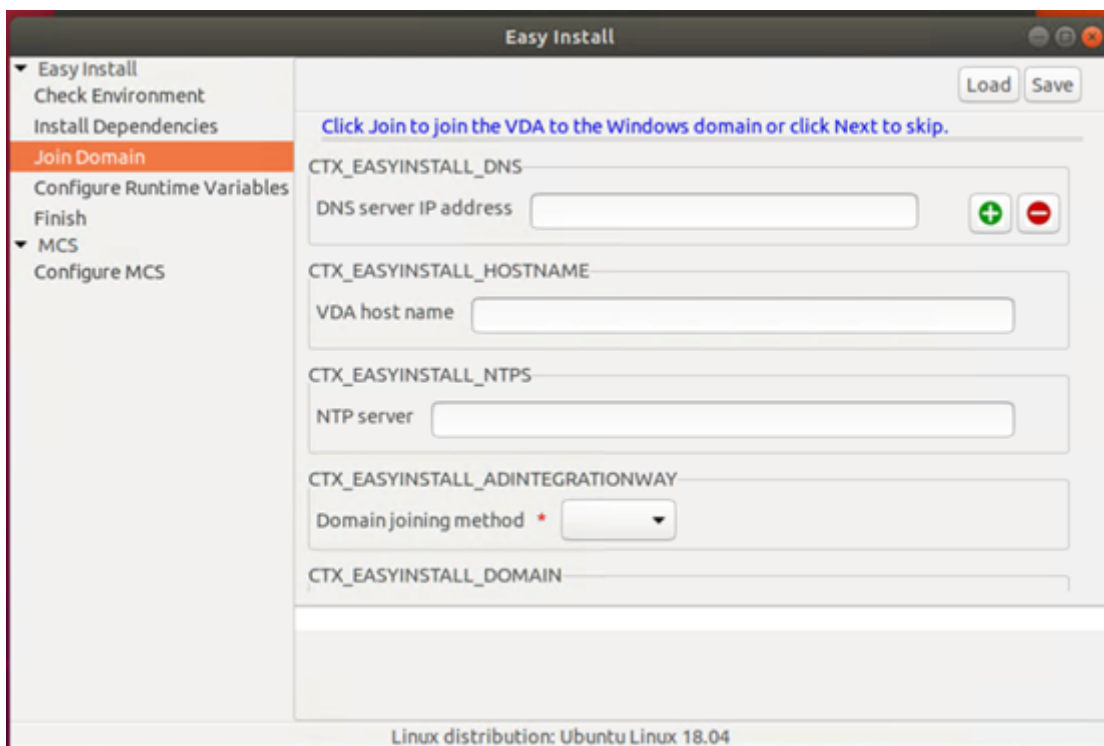 Easy Install
Easy Install
Check Environment
Install Dependencies
Join Domain
Configure Runtime Variables
Finish
MCS
Configure MCS
Load Save
Click Join to join the VDA to the Windows domain or click Next to skip.
CTX_EASYINSTALL_DNS
DNS server IP address
CTX_EASYINSTALL_HOSTNAME
VDA host name
CTX_EASYINSTALL_NTPS
NTP server
CTX_EASYINSTALL_ADINTEGRATIONWAY
Domain joining method *
CTX_EASYINSTALL_DOMAIN
Linux distribution: Ubuntu Linux 18.04